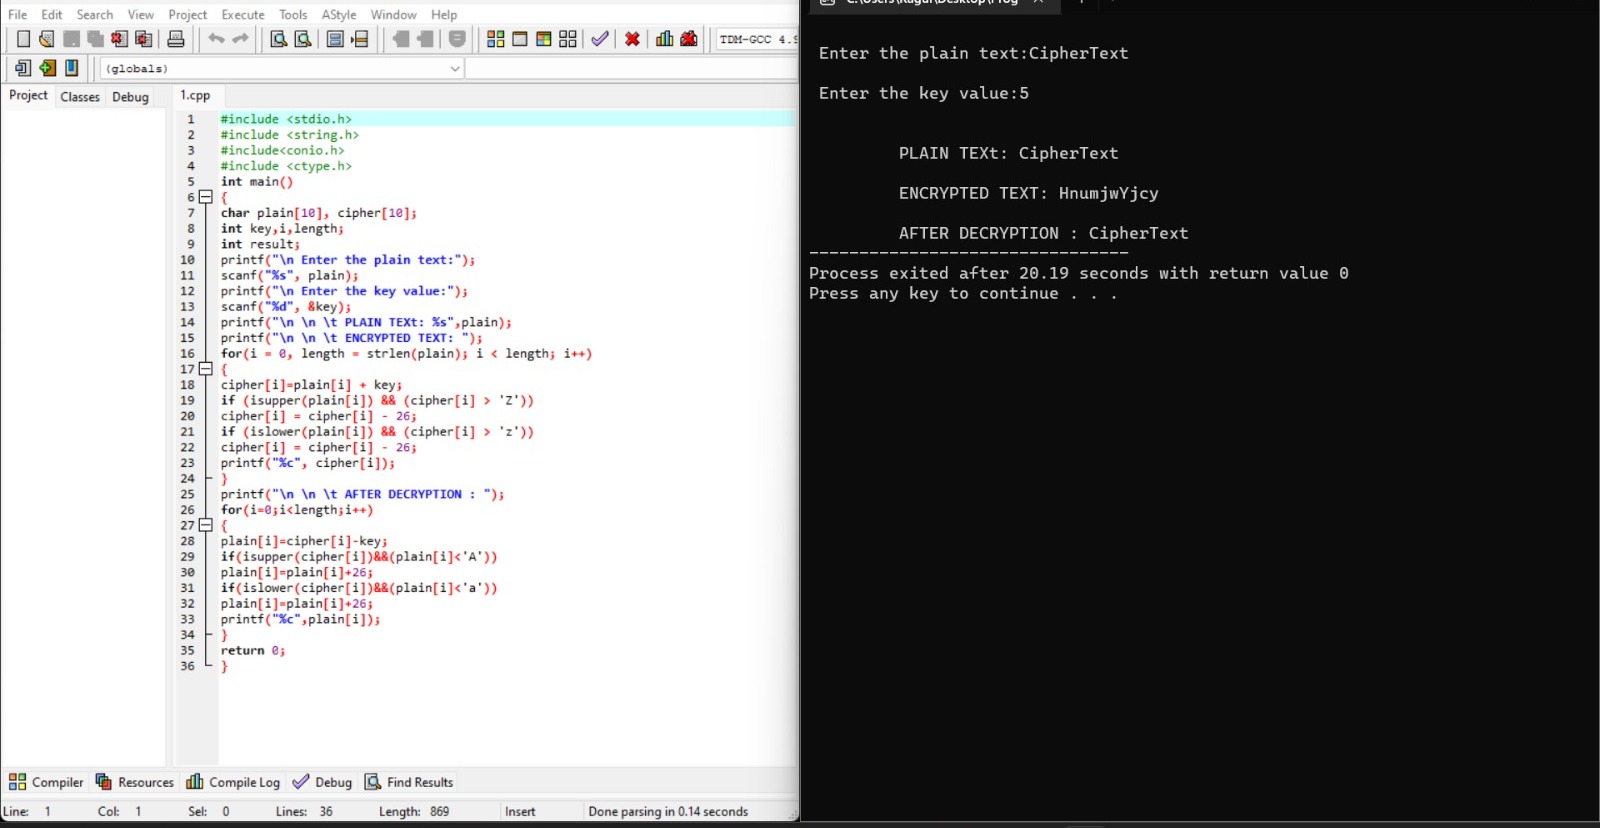 File Edit Search View Project Execute Tools AStyle Window Help
TDM-GCC 4.9
(globals)
Project Classes Debug 1.cpp
1 #include <stdio.h>
2 #include <string.h>
3 #include<conio.h>
4 #include <ctype.h>
5 int main()
6 {
7 char plain[10], cipher[10];
8 int key,i,length;
9 int result;
10 printf("\n Enter the plain text:");
11 scanf("%s", plain);
12 printf("\n Enter the key value:");
13 scanf("%d", &key);
14 printf("\n \n \t PLAIN TEXt: %s",plain);
15 printf("\n \n \t ENCRYPTED TEXT: ");
16 for(i = 0, length = strlen(plain); i < length; i++)
17 {
18 cipher[i]=plain[i] + key;
19 if (isupper(plain[i]) && (cipher[i] > 'Z'))
20 cipher[i] = cipher[i] - 26;
21 if (islower(plain[i]) && (cipher[i] > 'z'))
22 cipher[i] = cipher[i] - 26;
23 printf("%c", cipher[i]);
24 }
25 printf("\n \n \t AFTER DECRYPTION : ");
26 for(i=0;i<length;i++)
27 {
28 plain[i]=cipher[i]-key;
29 if(isupper(cipher[i])&&(plain[i]<'A'))
30 plain[i]=plain[i]+26;
31 if(islower(cipher[i])&&(plain[i]<'a'))
32 plain[i]=plain[i]+26;
33 printf("%c",plain[i]);
34 }
35 return 0;
36 }
Compiler Resources Compile Log Debug Find Results
Line: 1 Col: 1 Sel: 0 Lines: 36 Length: 869 Insert Done parsing in 0.14 seconds
Enter the plain text:CipherText
Enter the key value:5
PLAIN TEXt: CipherText
ENCRYPTED TEXT: HnumjwYjcy
AFTER DECRYPTION : CipherText
--------------------------------
Process exited after 20.19 seconds with return value 0
Press any key to continue . . .